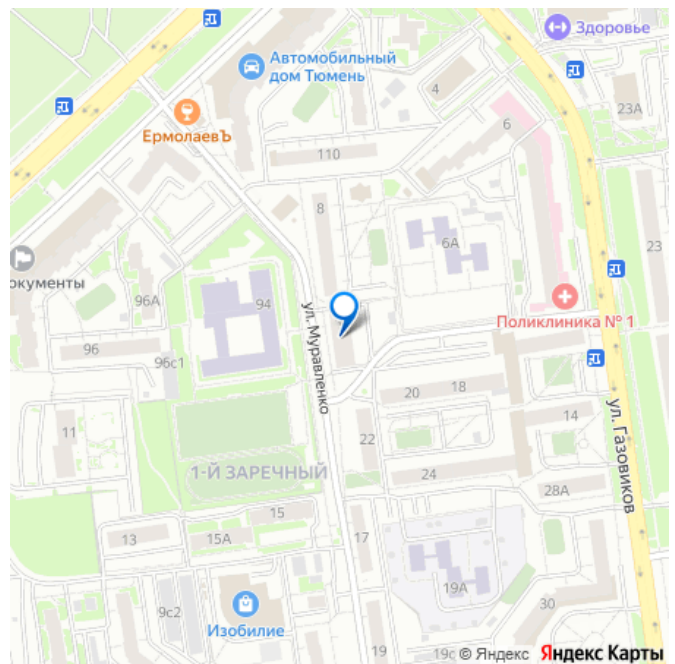 Здоровье
Автомобильный
дом Тюмень
4
23А
ЕрмолаевЪ
6
110
8
6А
23
окументы
96А
94
Поликлиника № 1
ул. Муравленко
96
96с1
18
20
14
ул. Газовиков
11
22
1-Й ЗАРЕЧНЫЙ
24
28А
15
13
15А
17
19А
9с2
30
Изобилие
19
19с
© Яндекс Яндекс Карты